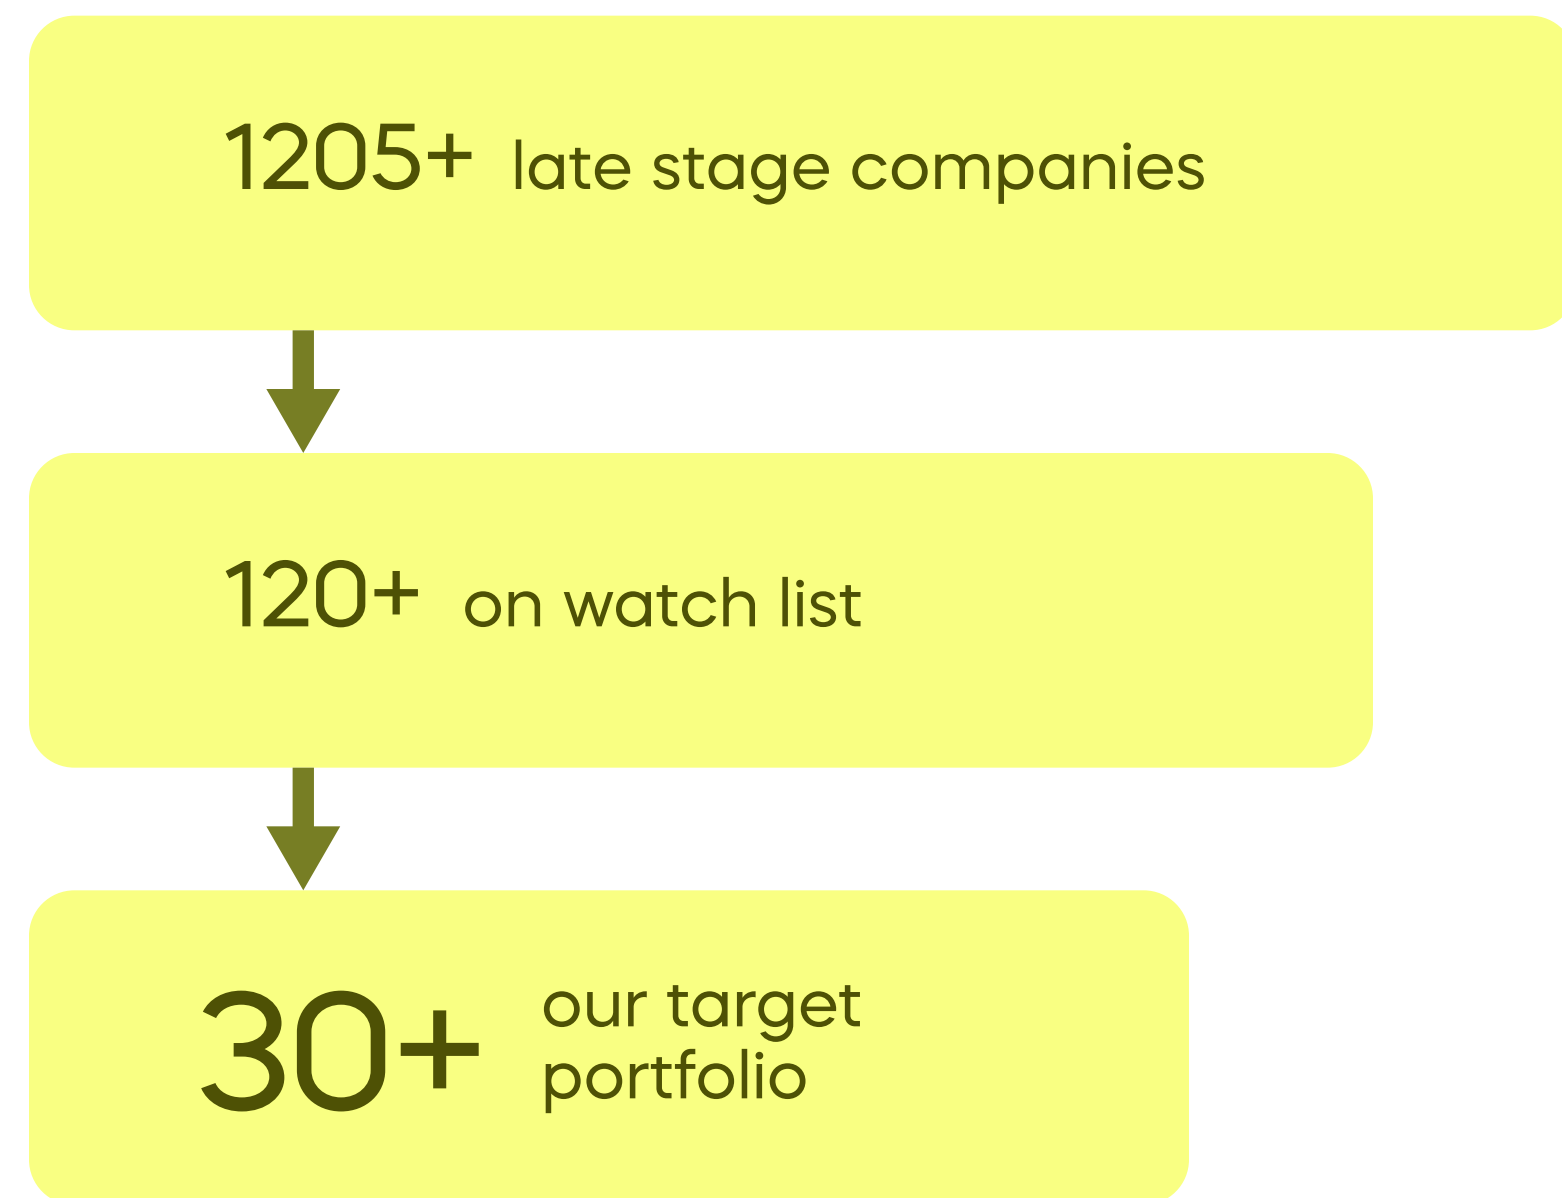 1205+ late stage companies
120+ on watch list
30+ our target
portfolio